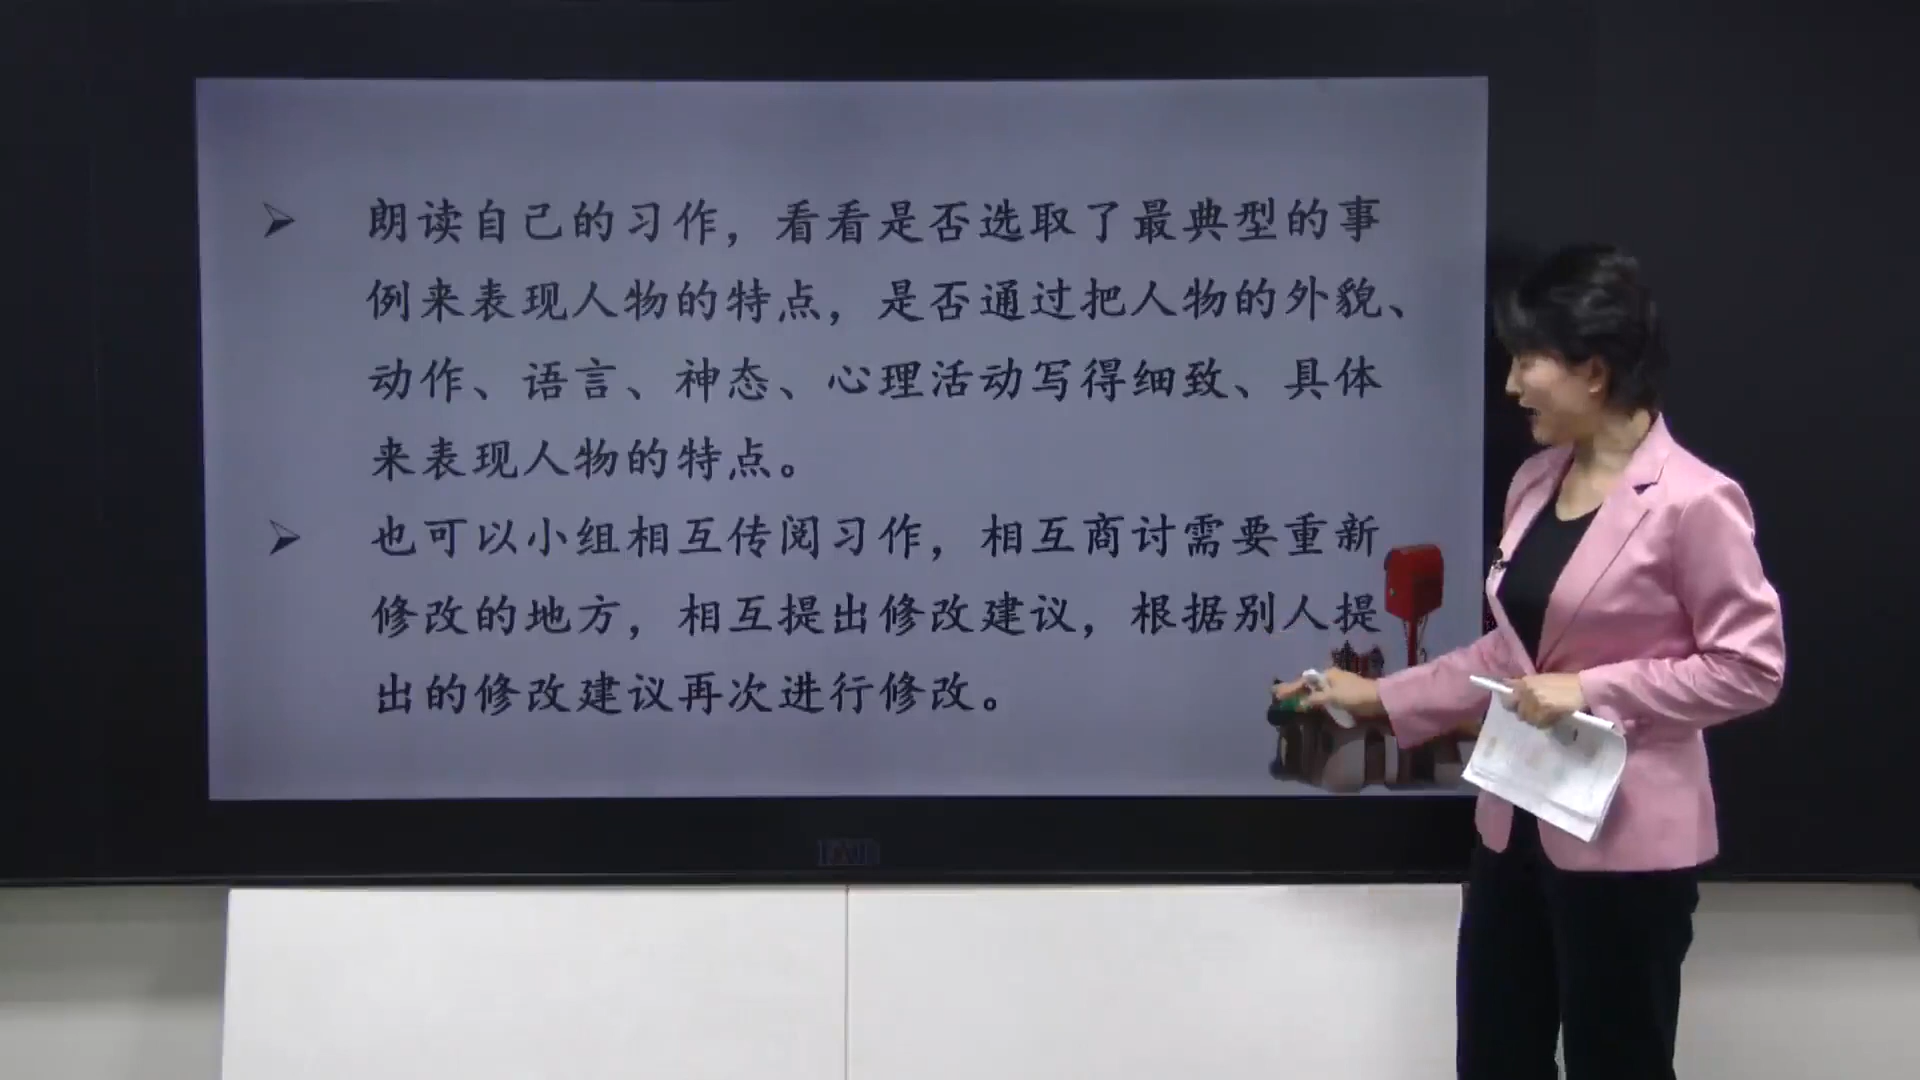 朗读自己的习作，看看是否选取了最典型的事
例来表现人物的特点，是否通过把人物的外貌、
动作、语言、神态、心理活动写得细致、具体
来表现人物的特点。
也可以小组相互传阅习作，相互商讨需要重新
修改的地方，相互提出修改建议，根据别人提
出的修改建议再次进行修改。